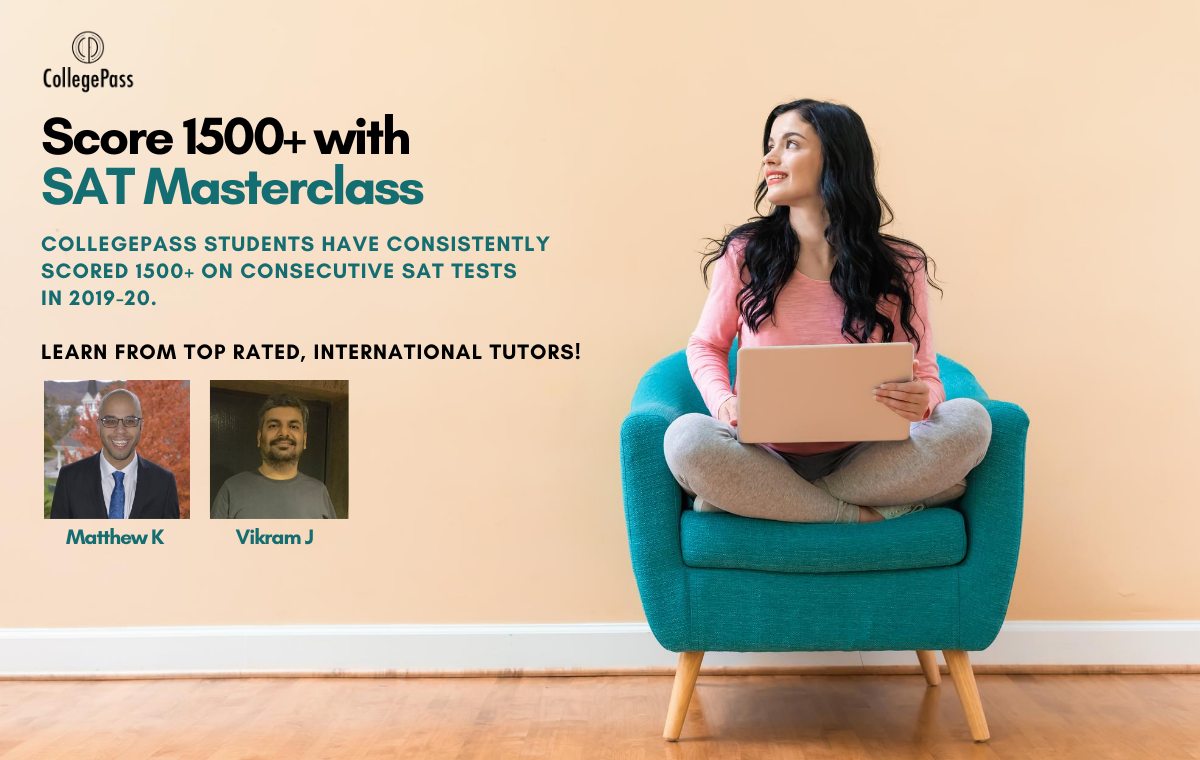 CP
CollegePass
Score 1500+ with
SAT Masterclass
COLLEGEPASS STUDENTS HAVE CONSISTENTLY
SCORED 1500+ ON CONSECUTIVE SAT TESTS
IN 2019-20.
LEARN FROM TOP RATED, INTERNATIONAL TUTORS!
Matthew K
Vikram J